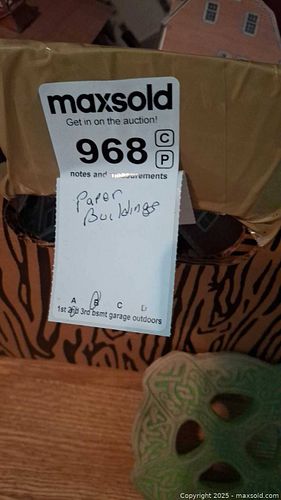 maxsold
Get in on the auction!
968 C
P
notes and measurements
Paper
Buildings
A B C D
1st 2nd 3rd bsmt garage outdoors
Copyright 2025 - maxsold.com